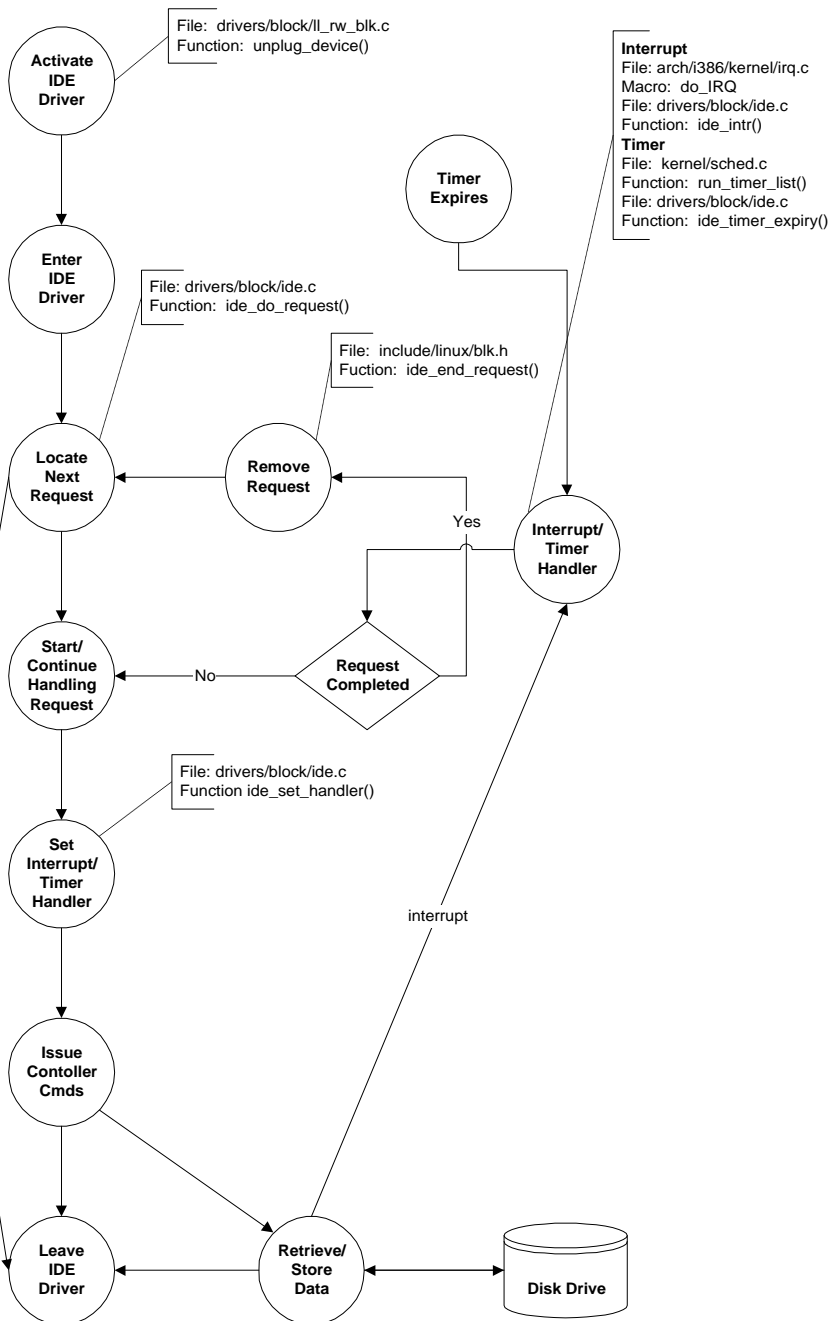 File: drivers/block/ll_rw_blk.c
Function: unplug_device()
Activate
IDE
Driver
Interrupt
File: arch/i386/kernel/irq.c
Macro: do_IRQ
File: drivers/block/ide.c
Function: ide_intr()
Timer
File: kernel/sched.c
Function: run_timer_list()
File: drivers/block/ide.c
Function: ide_timer_expiry()
Timer
Expires
Enter
IDE
Driver
File: drivers/block/ide.c
Function: ide_do_request()
File: include/linux/blk.h
Fuction: ide_end_request()
Locate
Next
Request
Remove
Request
Yes
Interrupt/
Timer
Handler
Start/
Continue
Handling
Request
No
Request
Completed
File: drivers/block/ide.c
Function ide_set_handler()
Set
Interrupt/
Timer
Handler
interrupt
Issue
Contoller
Cmds
Leave
IDE
Driver
Retrieve/
Store
Data
Disk Drive